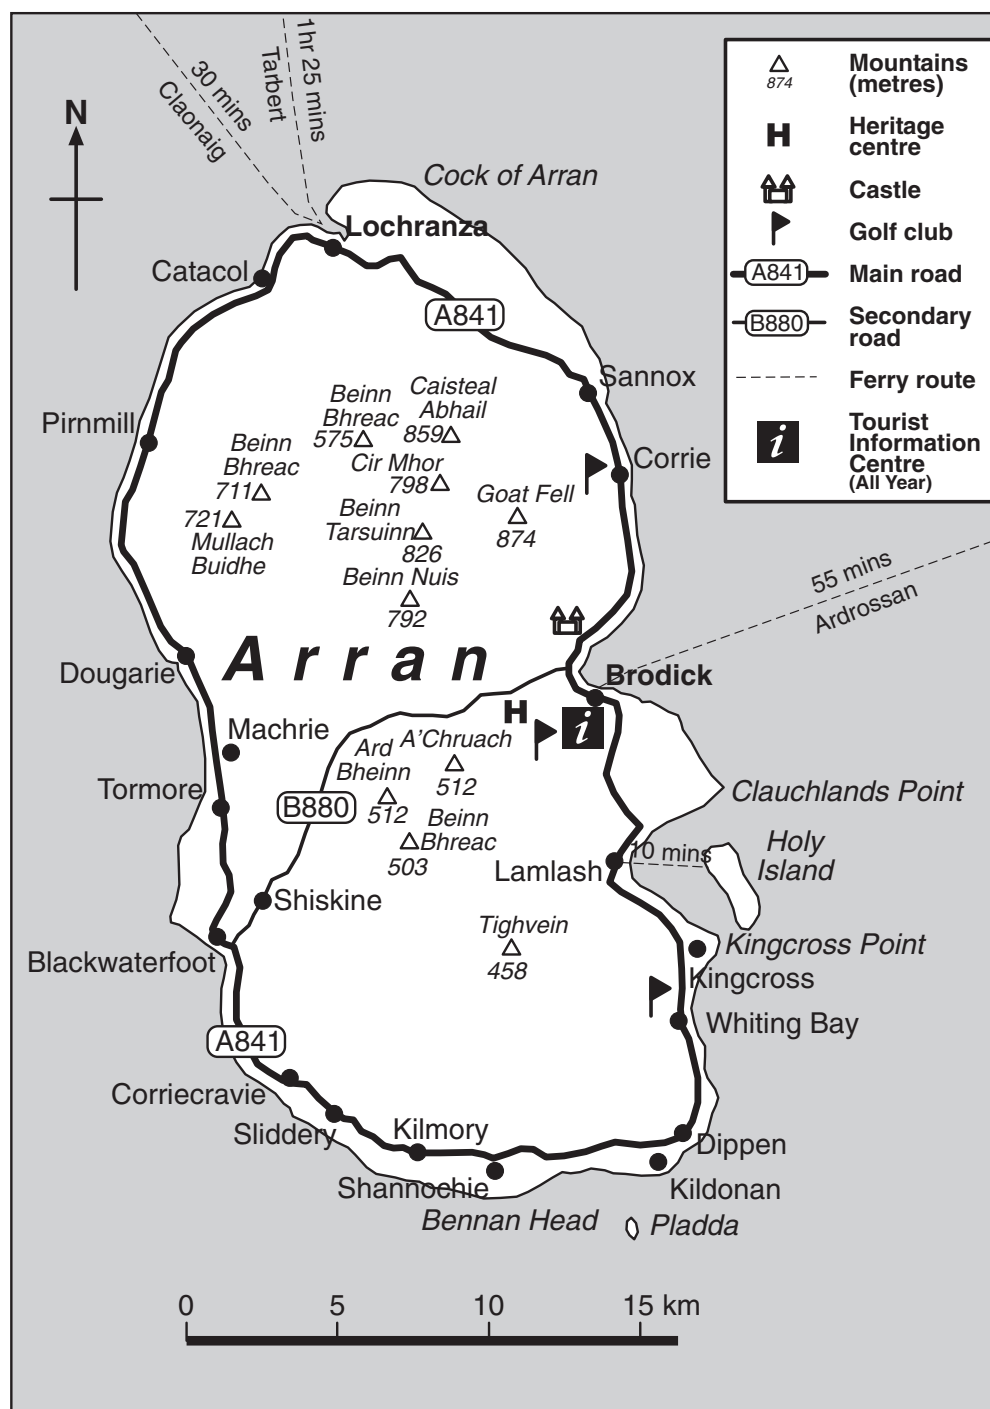 1hr 25 mins
Tarbert
30 mins
Claonaig
N
Cock of Arran
Lochranza
Catacol
A841
Sannox
Pirnmill
Beinn
Bhreac
575
Caisteal
Abhail
859
Corrie
Beinn
Bhreac
711
Cir Mhor
798
Goat Fell
874
721
Mullach
Buidhe
Beinn
Tarsuinn
826
Beinn Nuis
792
55 mins
Ardrossan
Arran
Dougarie
Brodick
H
i
Machrie
A'Chruach
512
Ard
Bheinn
512
Tormore
B880
Clauchlands Point
Beinn
Bhreac
503
10 mins
Holy
Island
Lamlash
Shiskine
Tighvein
458
Blackwaterfoot
Kingcross Point
Kingcross
Whiting Bay
A841
Corriecravie
Sliddery
Kilmory
Dippen
Shannochie
Kildonan
Bennan Head
Pladda
0
5
10
15 km
874
Mountains
(metres)
H
Heritage
centre
Castle
Golf club
A841
Main road
B880
Secondary
road
Ferry route
i
Tourist
Information
Centre
(All Year)